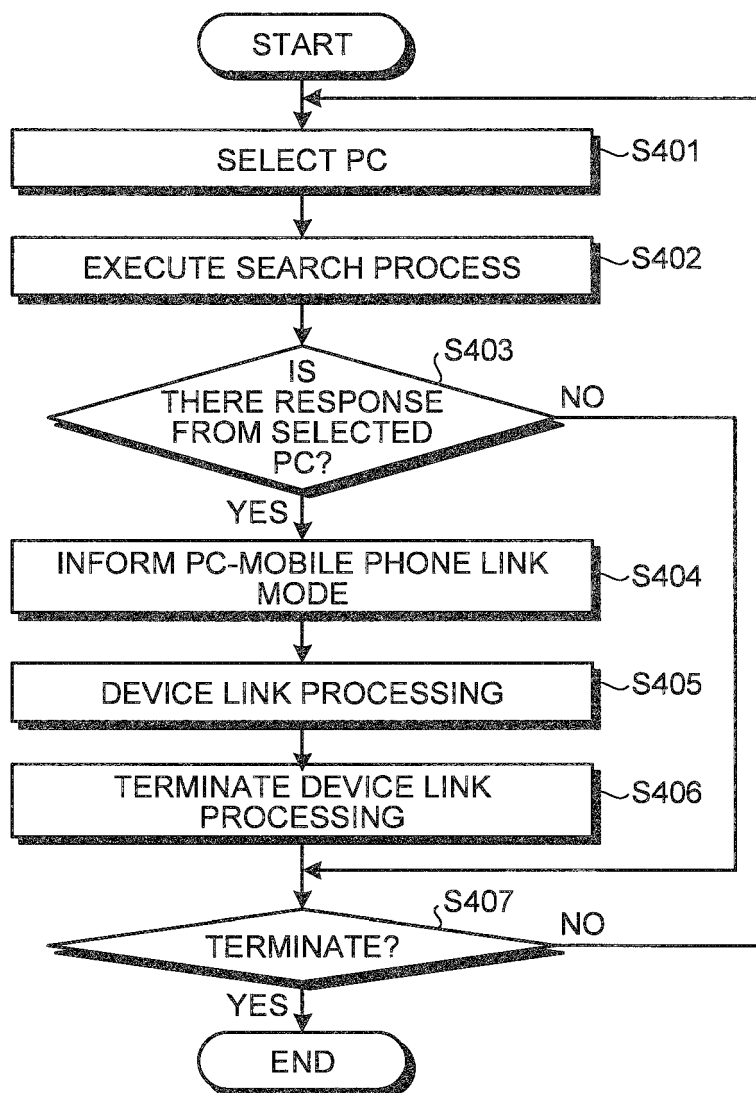 START
SELECT PC
S401
EXECUTE SEARCH PROCESS
S402
S403
IS
THERE RESPONSE
FROM SELECTED
PC?
NO
YES
INFORM PC-MOBILE PHONE LINK
MODE
S404
DEVICE LINK PROCESSING
S405
TERMINATE DEVICE LINK
PROCESSING
S406
S407
TERMINATE?
NO
YES
END